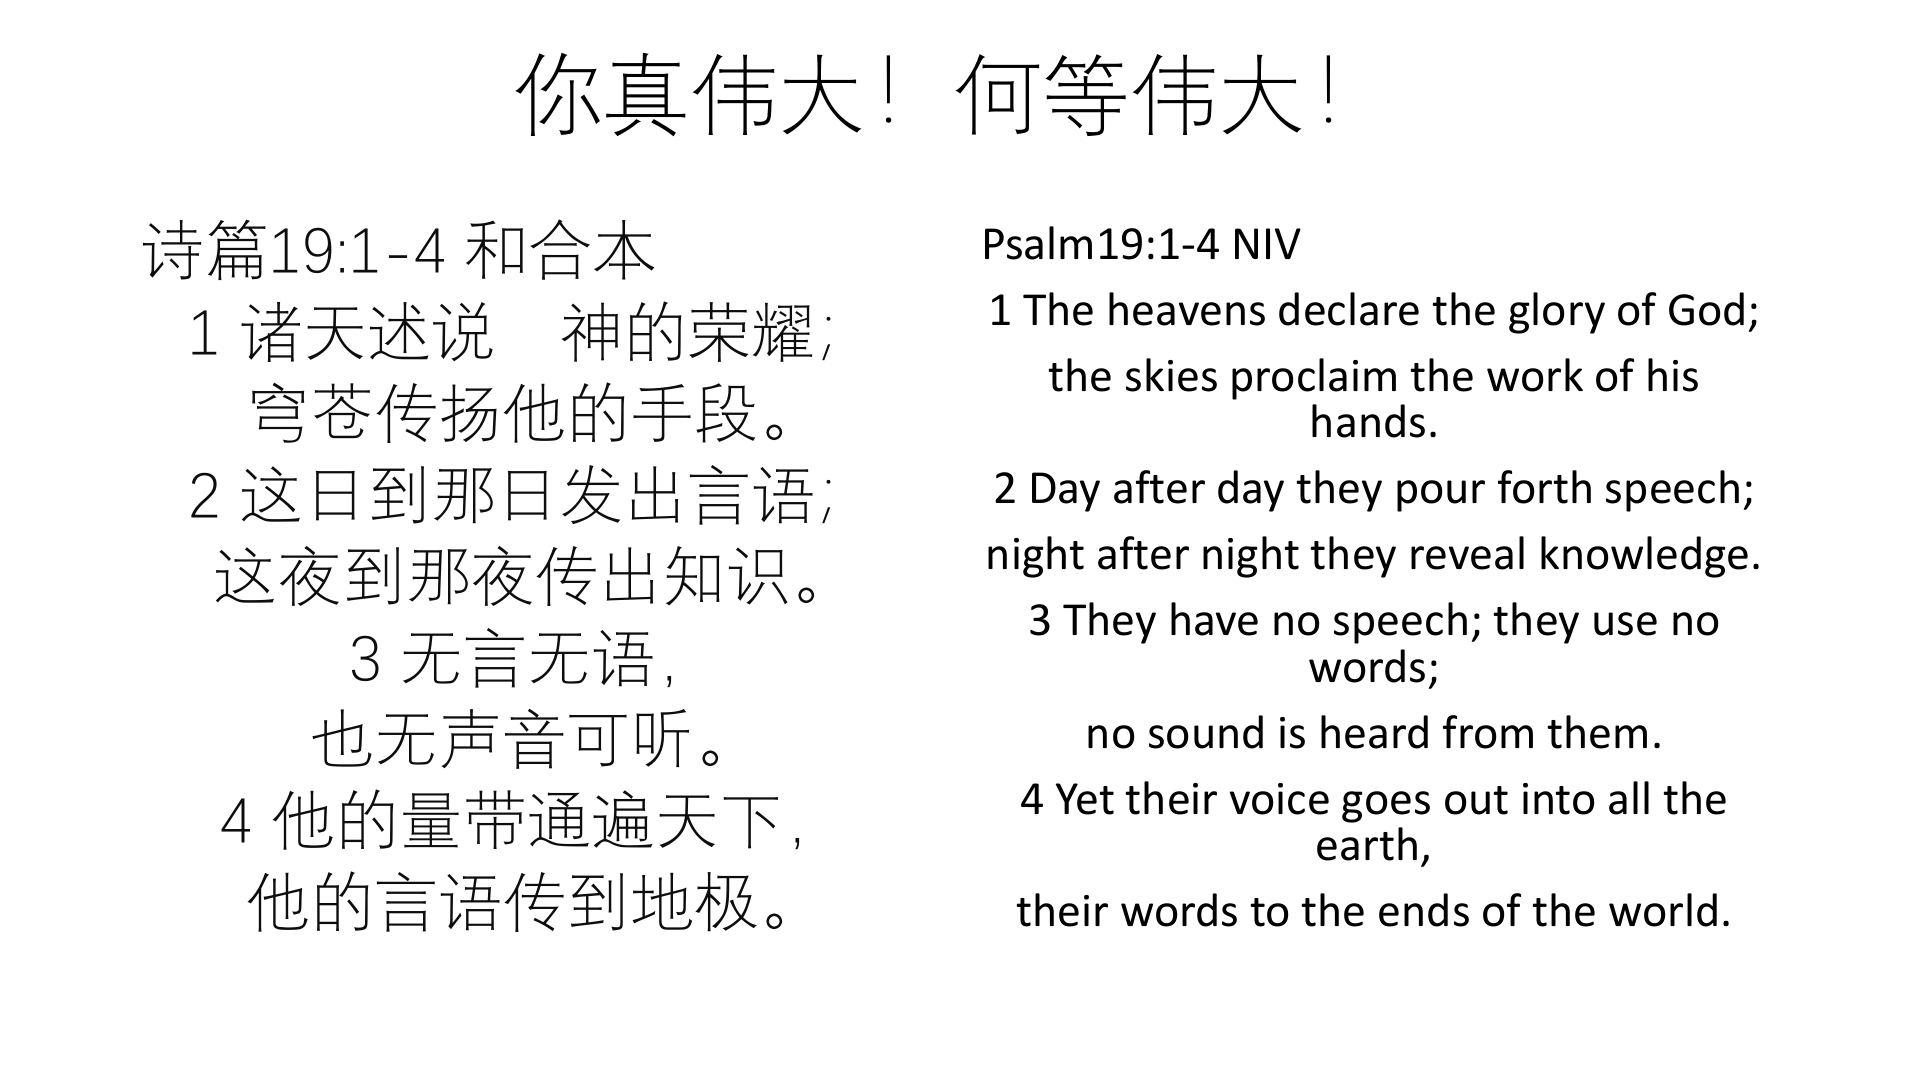 你真伟大！ 何等伟大！
诗篇19:1-4 和合本
1 诸天述说　神的荣耀；
穹苍传扬他的手段。
2 这日到那日发出言语；
这夜到那夜传出知识。
3 无言无语，
也无声音可听。
4 他的量带通遍天下，
他的言语传到地极。
Psalm19:1-4 NIV
1 The heavens declare the glory of God;
the skies proclaim the work of his
hands.
2 Day after day they pour forth speech;
night after night they reveal knowledge.
3 They have no speech; they use no
words;
no sound is heard from them.
4 Yet their voice goes out into all the
earth,
their words to the ends of the world.